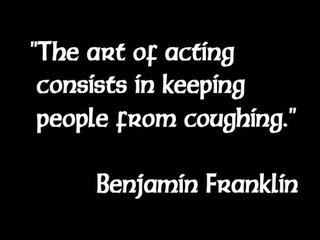 "The art of acting
consists in keeping
people from coughing."
Benjamin Franklin